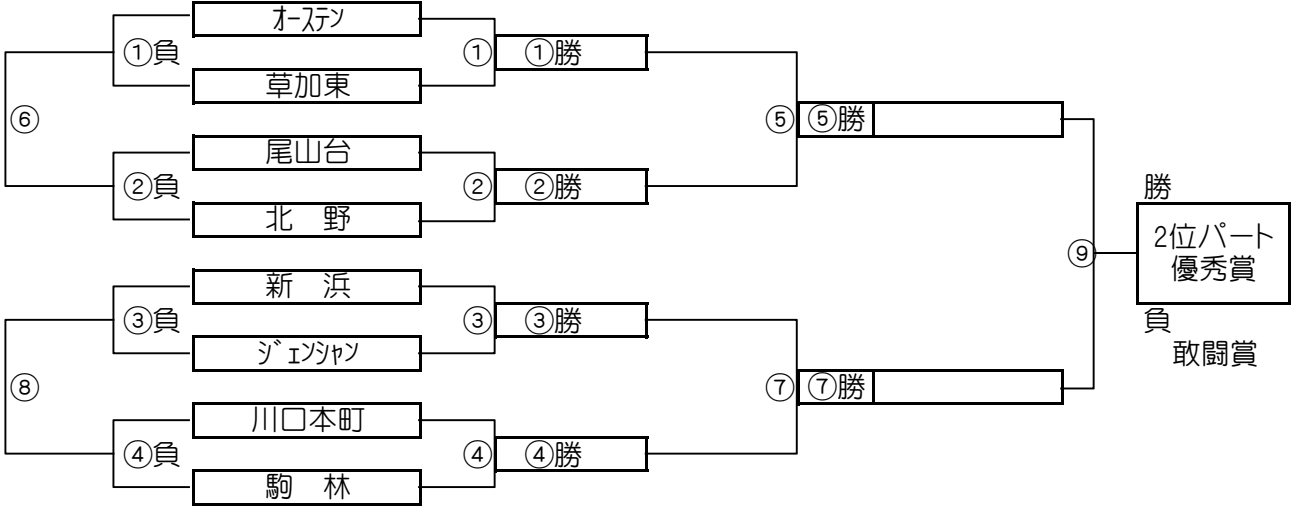 オーステン
①負 ① ①勝
草加東
⑥ ⑤ ⑤勝
尾山台
②負 ② ②勝
勝
北 野
2位パート
⑨
優秀賞
新 浜
③負 ③ ③勝
負
ジェンシャン
敢闘賞
⑧ ⑦ ⑦勝
川口本町
④負 ④ ④勝
駒 林